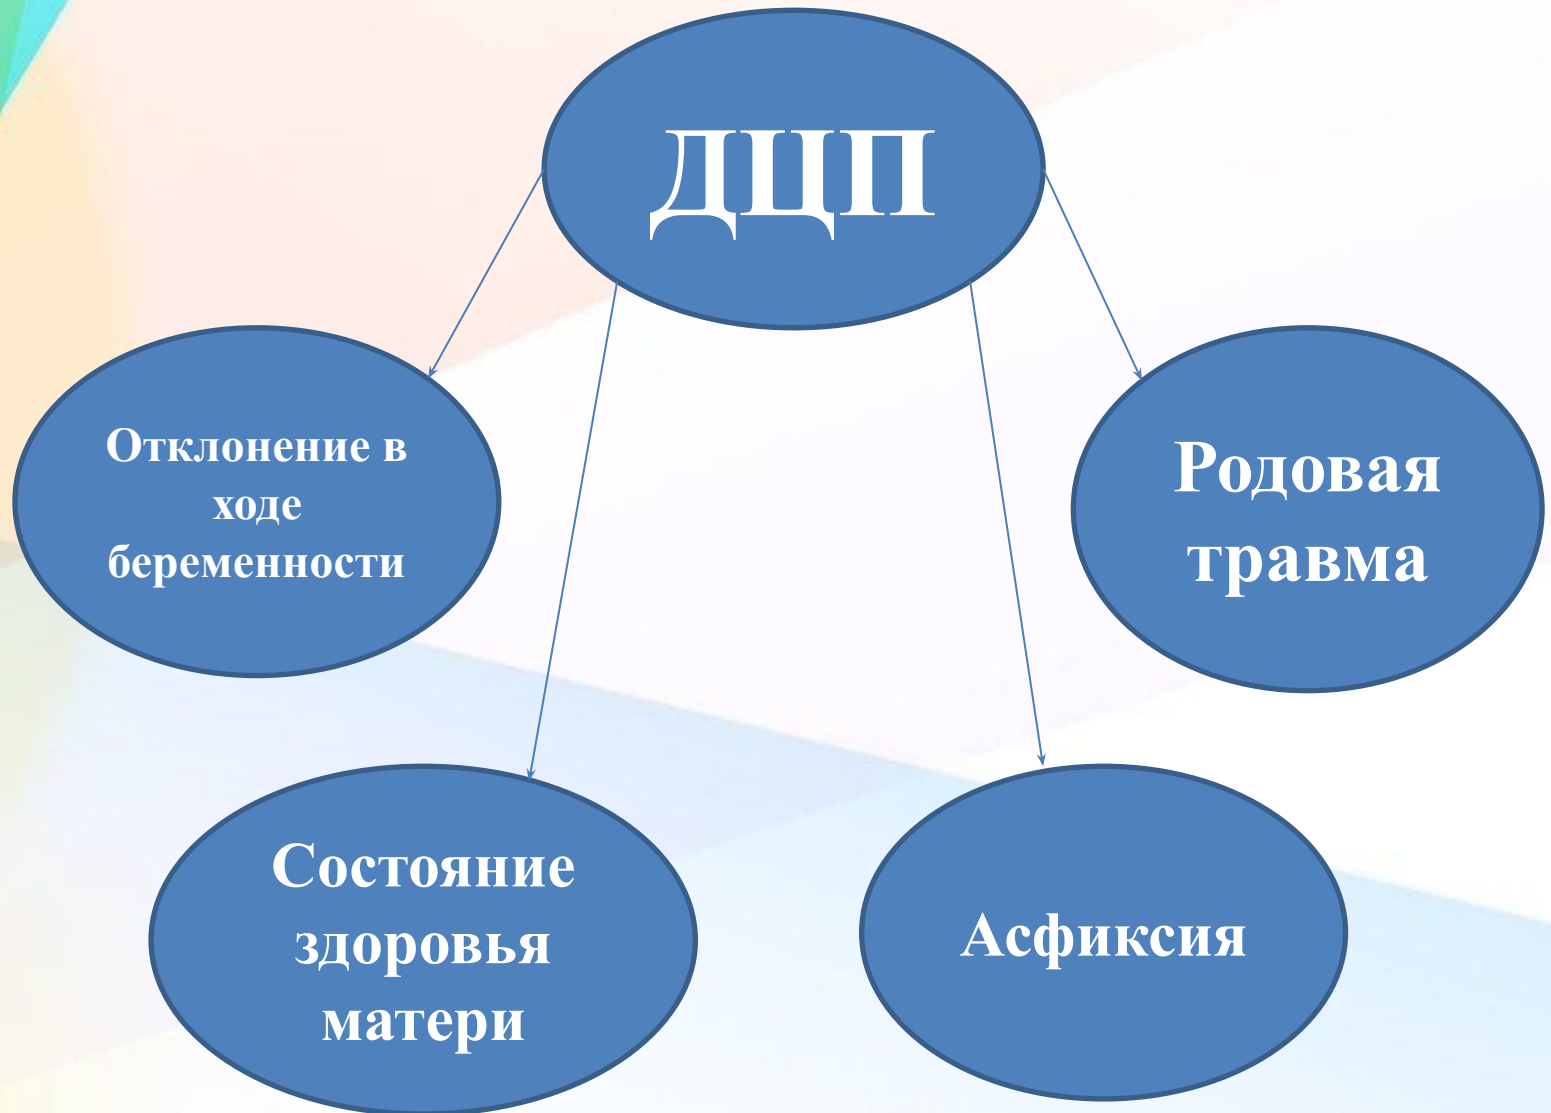 ДЦП
Отклонение в
ходе
беременности
Родовая
травма
Состояние
здоровья
матери
Асфиксия